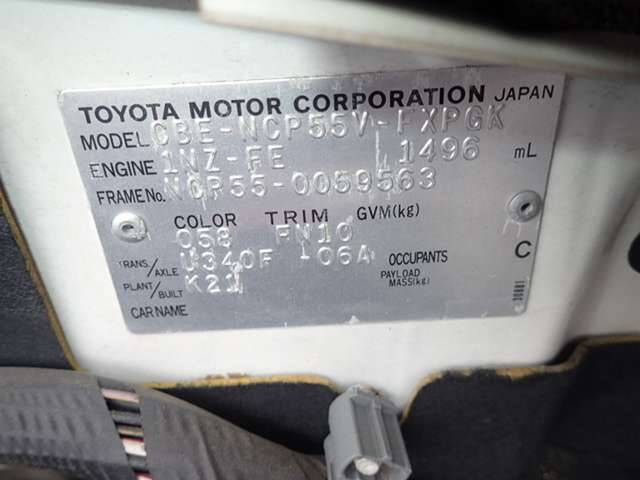 TOYOTA MOTOR CORPORATION JAPAN
MODEL CBE-NCP55V-FXPGK
ENGINE 1NZ-FE 1496 mL
FRAME No. NCP55-0059563
COLOR TRIM GVM(kg)
058 FN10
TRANS./AXLE U340F 06A OCCUPANTS C
PLANT/BUILT K21 PAYLOAD MASS(kg)
CAR NAME